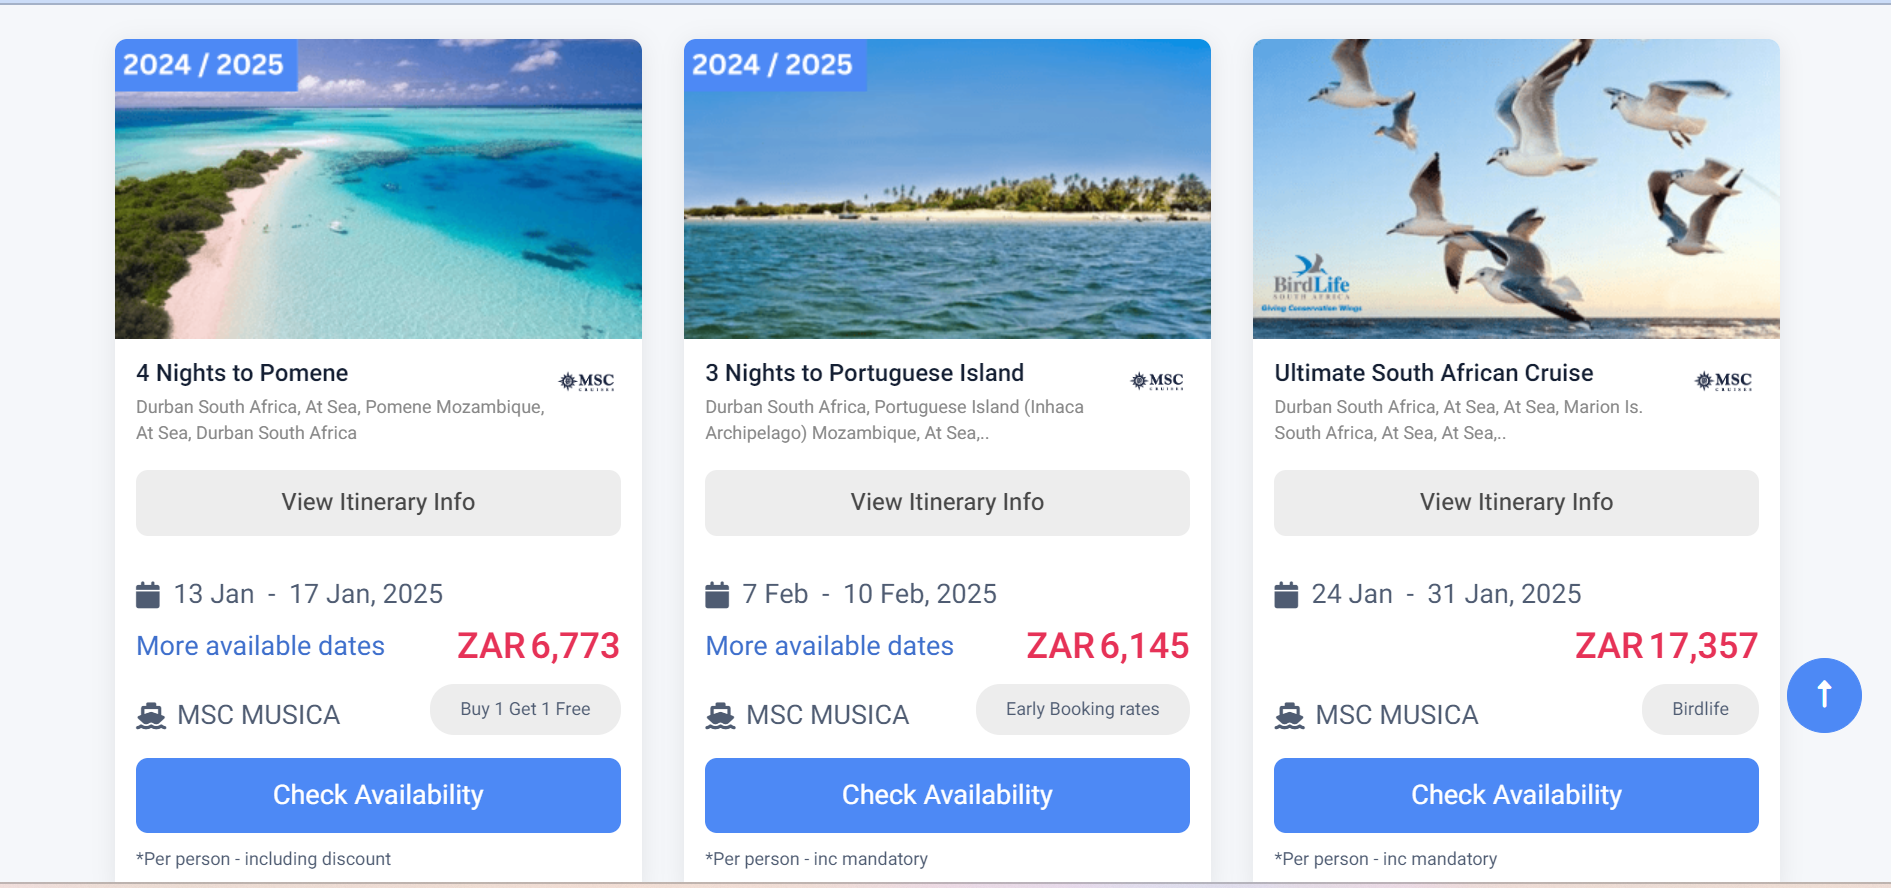 2024 / 2025
4 Nights to Pomene
MSC
CRUISES
Durban South Africa, At Sea, Pomene Mozambique,
At Sea, Durban South Africa
View Itinerary Info
13 Jan - 17 Jan, 2025
More available dates
ZAR 6,773
MSC MUSICA
Buy 1 Get 1 Free
Check Availability
*Per person - including discount
2024 / 2025
3 Nights to Portuguese Island
MSC
CRUISES
Durban South Africa, Portuguese Island (Inhaca
Archipelago) Mozambique, At Sea,..
View Itinerary Info
7 Feb - 10 Feb, 2025
More available dates
ZAR 6,145
MSC MUSICA
Early Booking rates
Check Availability
*Per person - inc mandatory
BirdLife
SOUTH AFRICA
Giving Conservation Wings
Ultimate South African Cruise
MSC
CRUISES
Durban South Africa, At Sea, At Sea, Marion Is.
South Africa, At Sea, At Sea,..
View Itinerary Info
24 Jan - 31 Jan, 2025
ZAR 17,357
MSC MUSICA
Birdlife
Check Availability
*Per person - inc mandatory